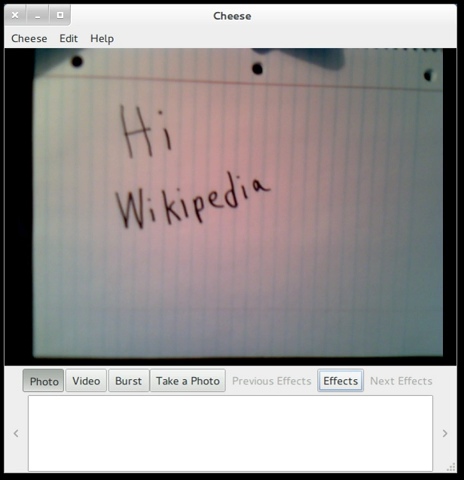 Cheese
Cheese Edit Help
Hi
Wikipedia
Photo Video Burst Take a Photo Previous Effects Effects Next Effects